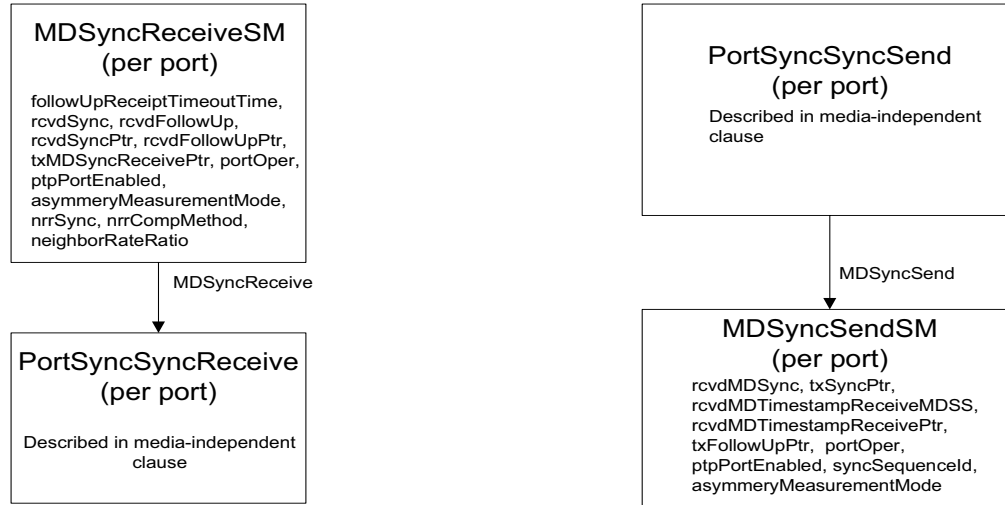 MDSyncReceiveSM
(per port)
followUpReceiptTimeoutTime,
rcvdSync, rcvdFollowUp,
rcvdSyncPtr, rcvdFollowUpPtr,
txMDSyncReceivePtr, portOper,
ptpPortEnabled,
asymmeryMeasurementMode,
nrrSync, nrrCompMethod,
neighborRateRatio
MDSyncReceive
PortSyncSyncReceive
(per port)
Described in media-independent
clause
PortSyncSyncSend
(per port)
Described in media-independent
clause
MDSyncSend
MDSyncSendSM
(per port)
rcvdMDSync, txSyncPtr,
rcvdMDTimestampReceiveMDSS,
rcvdMDTimestampReceivePtr,
txFollowUpPtr, portOper,
ptpPortEnabled, syncSequenceId,
asymmeryMeasurementMode